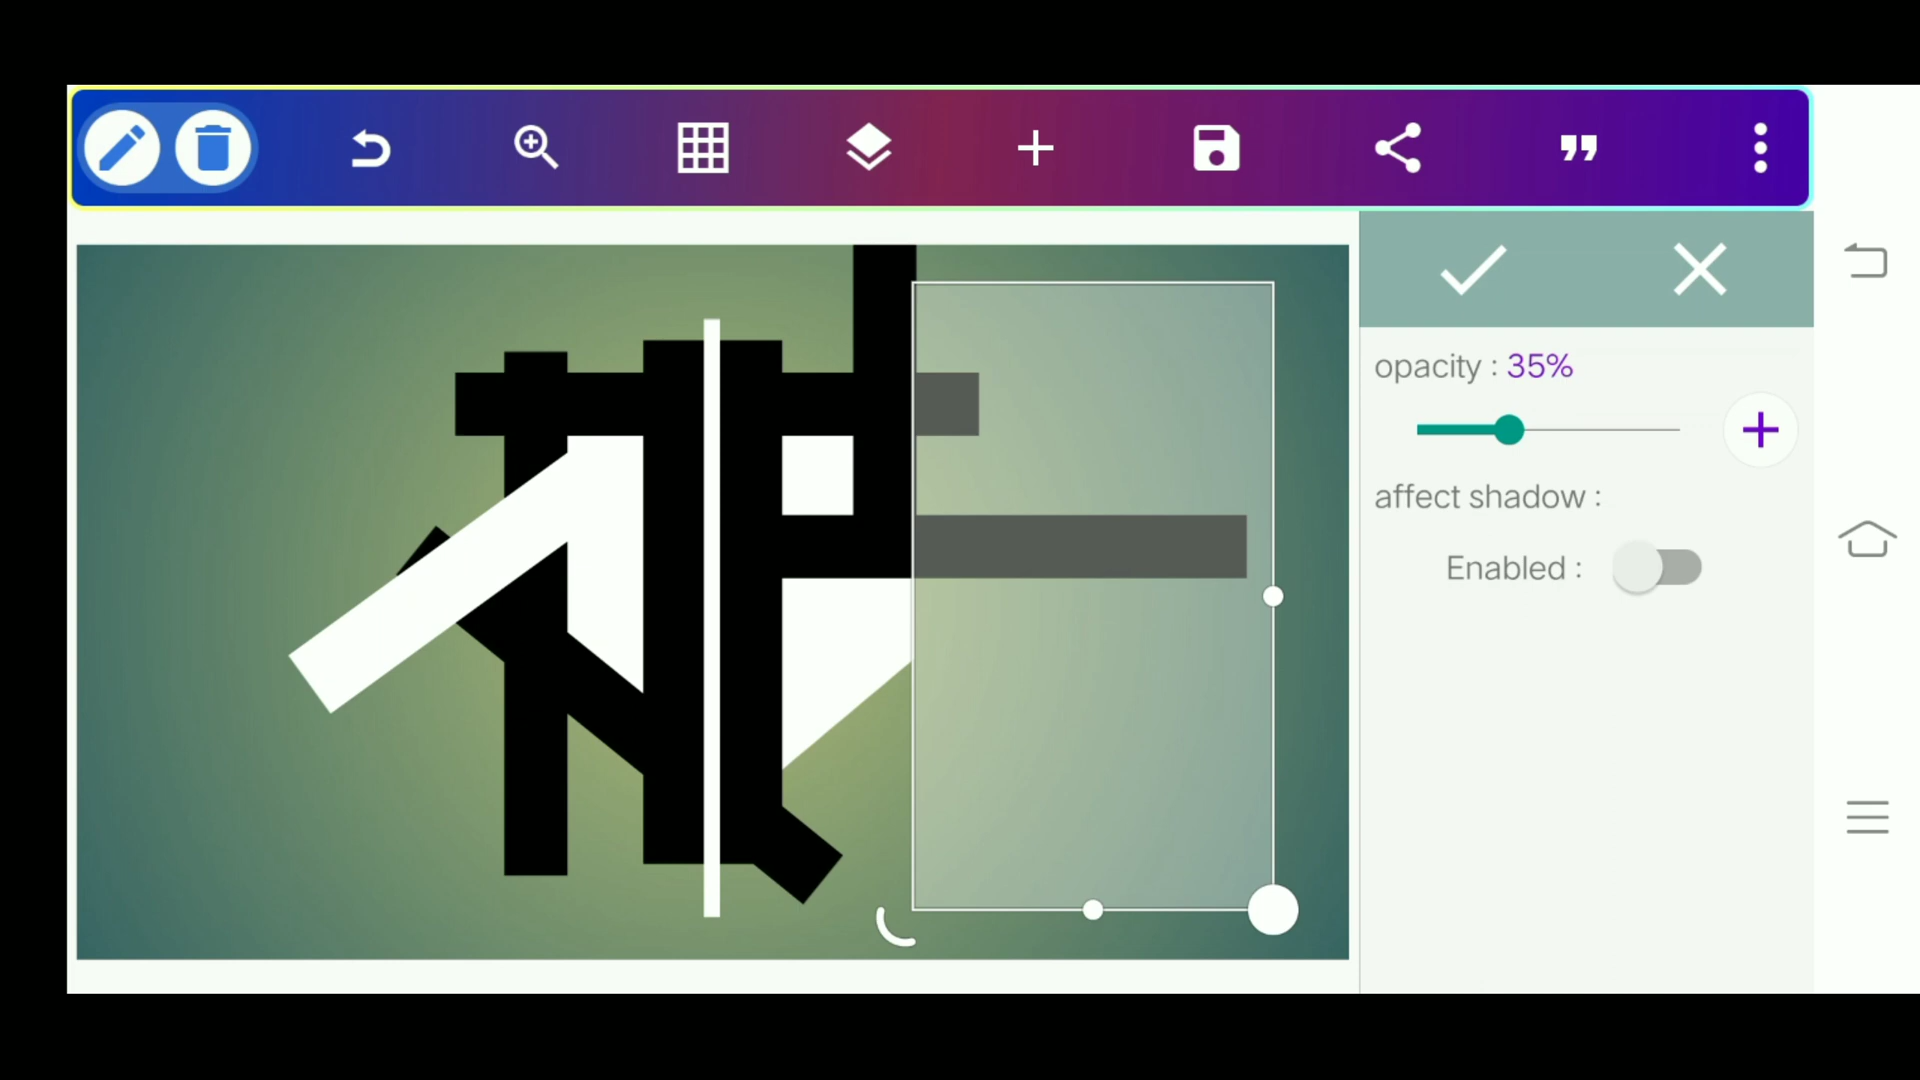 opacity : 35%
affect shadow :
Enabled :